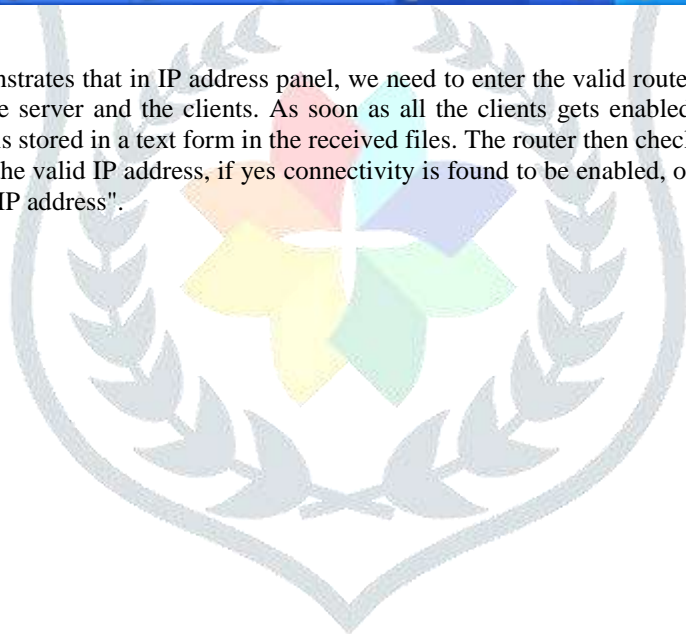 nstrates that in IP address panel, we need to enter the valid route
e server and the clients. As soon as all the clients gets enabled
s stored in a text form in the received files. The router then chec
he valid IP address, if yes connectivity is found to be enabled, o
IP address".